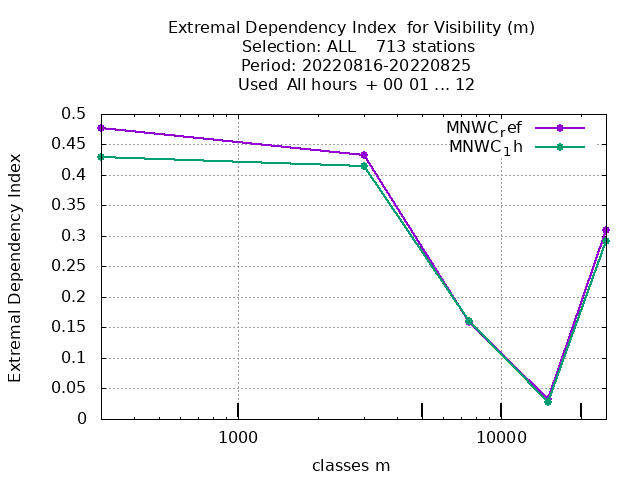 Extremal Dependency Index  for Visibility (m)
Selection: ALL    713 stations
Period: 20220816-20220825
Used  All hours  + 00 01 ... 12
MNWC_ref
MNWC_1h
0.5
0.45
0.4
0.35
0.3
0.25
0.2
0.15
0.1
0.05
0
Extremal Dependency Index
1000
10000
classes m